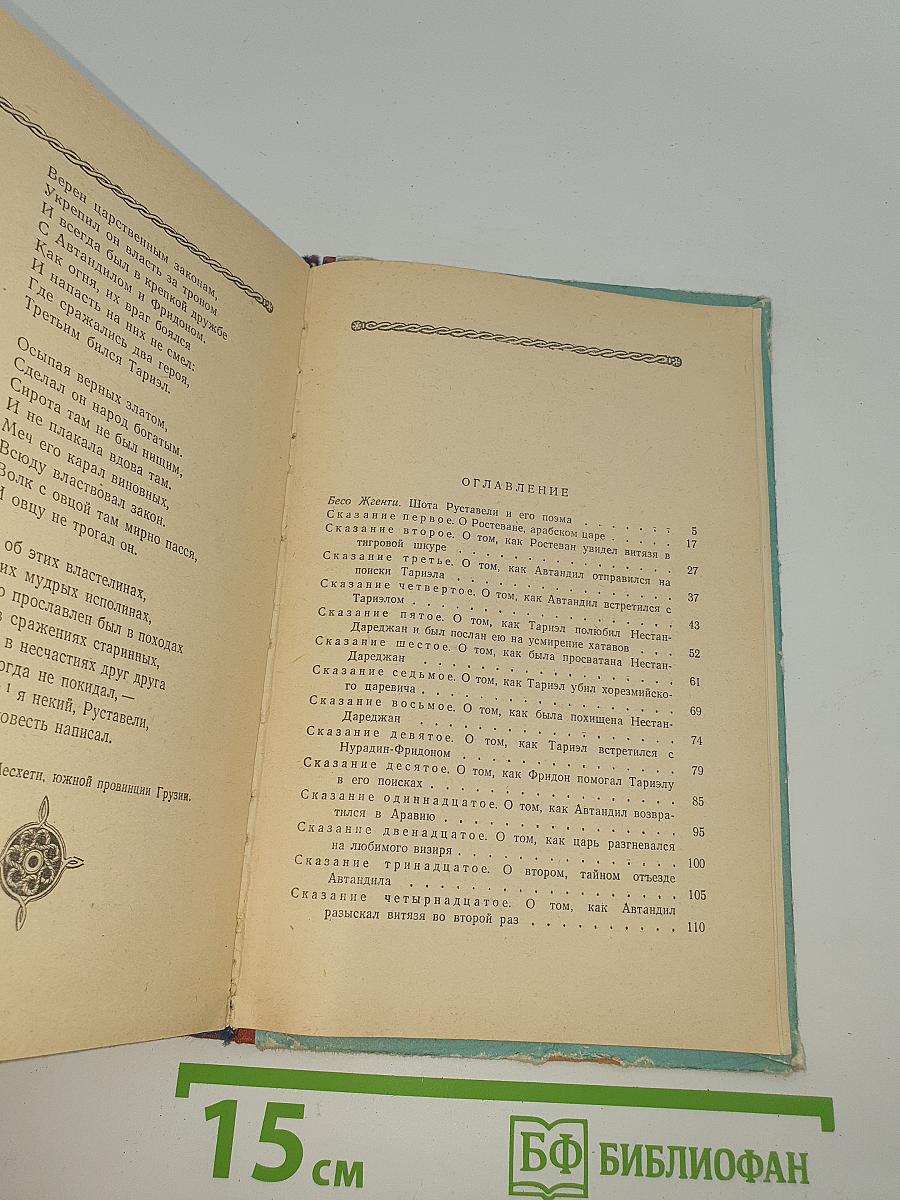 Верен царственным законам,
Укрепил он власть за троном
И всегда был в крепкой дружбе
С Автандилом и Фридоном.
Как огня, их враг боялся
И напасть на них не смел:
Где сражались два героя,
Третьим бился Тариэл.
Осыпая верных златом,
Сделал он народ богатым.
Сирота там не был нищим,
И не плакала вдова там.
Меч его карал виновных,
Всюду властвовал закон.
Волк с овцой там мирно пасся,
И овцу не трогал он.
об этих властелинах,
их мудрых исполинах,
прославлен был в походах
в сражениях старинных,
в несчастиях друг друга
не покидал,—
я некий, Руставели,
написал.
южной провинции Грузии.
ОГЛАВЛЕНИЕ
Бесо Жгенти. Шота Руставели и его поэма . . . . . . 5
Сказание первое. О Ростеване, арабском царе . . . . . 17
Сказание второе. О том, как Ростеван увидел витязя в
тигровой шкуре . . . . . . . . . . . . . 27
Сказание третье. О том, как Автандил отправился на
поиски Тариэла . . . . . . . . . . . . . 37
Сказание четвертое. О том, как Автандил встретился с
Тариэлом . . . . . . . . . . . . . . . 43
Сказание пятое. О том, как Тариэл полюбил Нестан-
Дареджан и был послан ею на усмирение хатавов . . . 52
Сказание шестое. О том, как была просватана Нестан-
Дареджан . . . . . . . . . . . . . . . 61
Сказание седьмое. О том, как Тариэл убил хорезмийско-
го царевича . . . . . . . . . . . . . . 69
Сказание восьмое. О том, как была похищена Нестан-
Дареджан . . . . . . . . . . . . . . . 74
Сказание девятое. О том, как Тариэл встретился с
Нурадин-Фридоном . . . . . . . . . . . . . 79
Сказание десятое. О том, как Фридон помогал Тариэлу
в его поисках . . . . . . . . . . . . . . 85
Сказание одиннадцатое. О том, как Автандил возвра-
тился в Аравию . . . . . . . . . . . . . 95
Сказание двенадцатое. О том, как царь разгневался
на любимого визиря . . . . . . . . . . . . 100
Сказание тринадцатое. О втором, тайном отъезде
Автандила . . . . . . . . . . . . . . . 105
Сказание четырнадцатое. О том, как Автандил
разыскал витязя во второй раз . . . . . . . . . 110
15 см
БФ БИБЛИОФАН